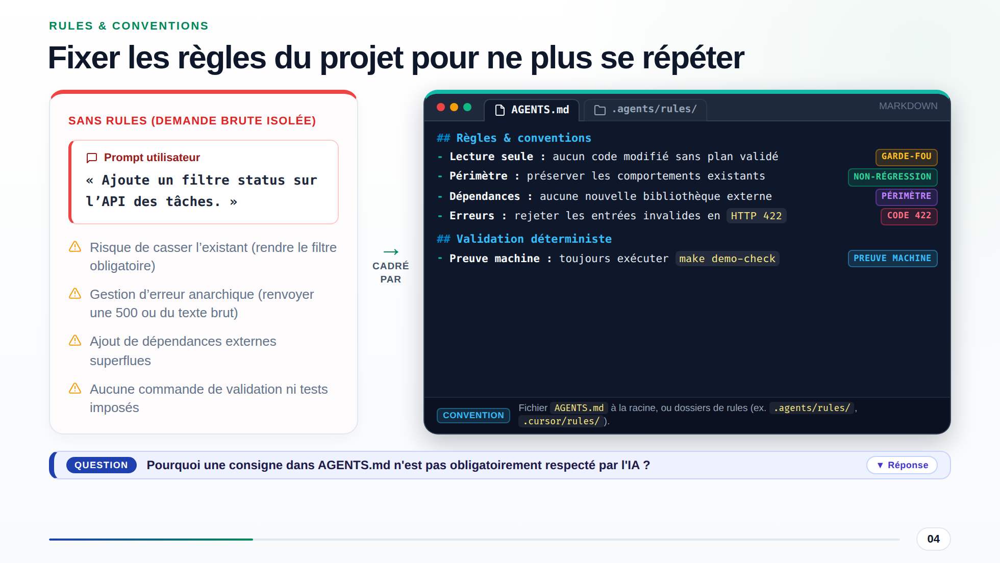 RULES & CONVENTIONS
Fixer les règles du projet pour ne plus se répéter
SANS RULES (DEMANDE BRUTE ISOLÉE)
Prompt utilisateur
« Ajoute un filtre status sur
l’API des tâches. »
Risque de casser l’existant (rendre le filtre
obligatoire)
Gestion d’erreur anarchique (renvoyer
une 500 ou du texte brut)
Ajout de dépendances externes
superflues
Aucune commande de validation ni tests
imposés
→
CADRÉ
PAR
AGENTS.md .agents/rules/ MARKDOWN
## Règles & conventions
- Lecture seule : aucun code modifié sans plan validé GARDE-FOU
- Périmètre : préserver les comportements existants NON-RÉGRESSION
- Dépendances : aucune nouvelle bibliothèque externe PÉRIMÈTRE
- Erreurs : rejeter les entrées invalides en HTTP 422 CODE 422
## Validation déterministe
- Preuve machine : toujours exécuter make demo-check PREUVE MACHINE
CONVENTION Fichier AGENTS.md à la racine, ou dossiers de rules (ex. .agents/rules/,
.cursor/rules/).
QUESTION Pourquoi une consigne dans AGENTS.md n'est pas obligatoirement respecté par l'IA ? ▼ Réponse
04